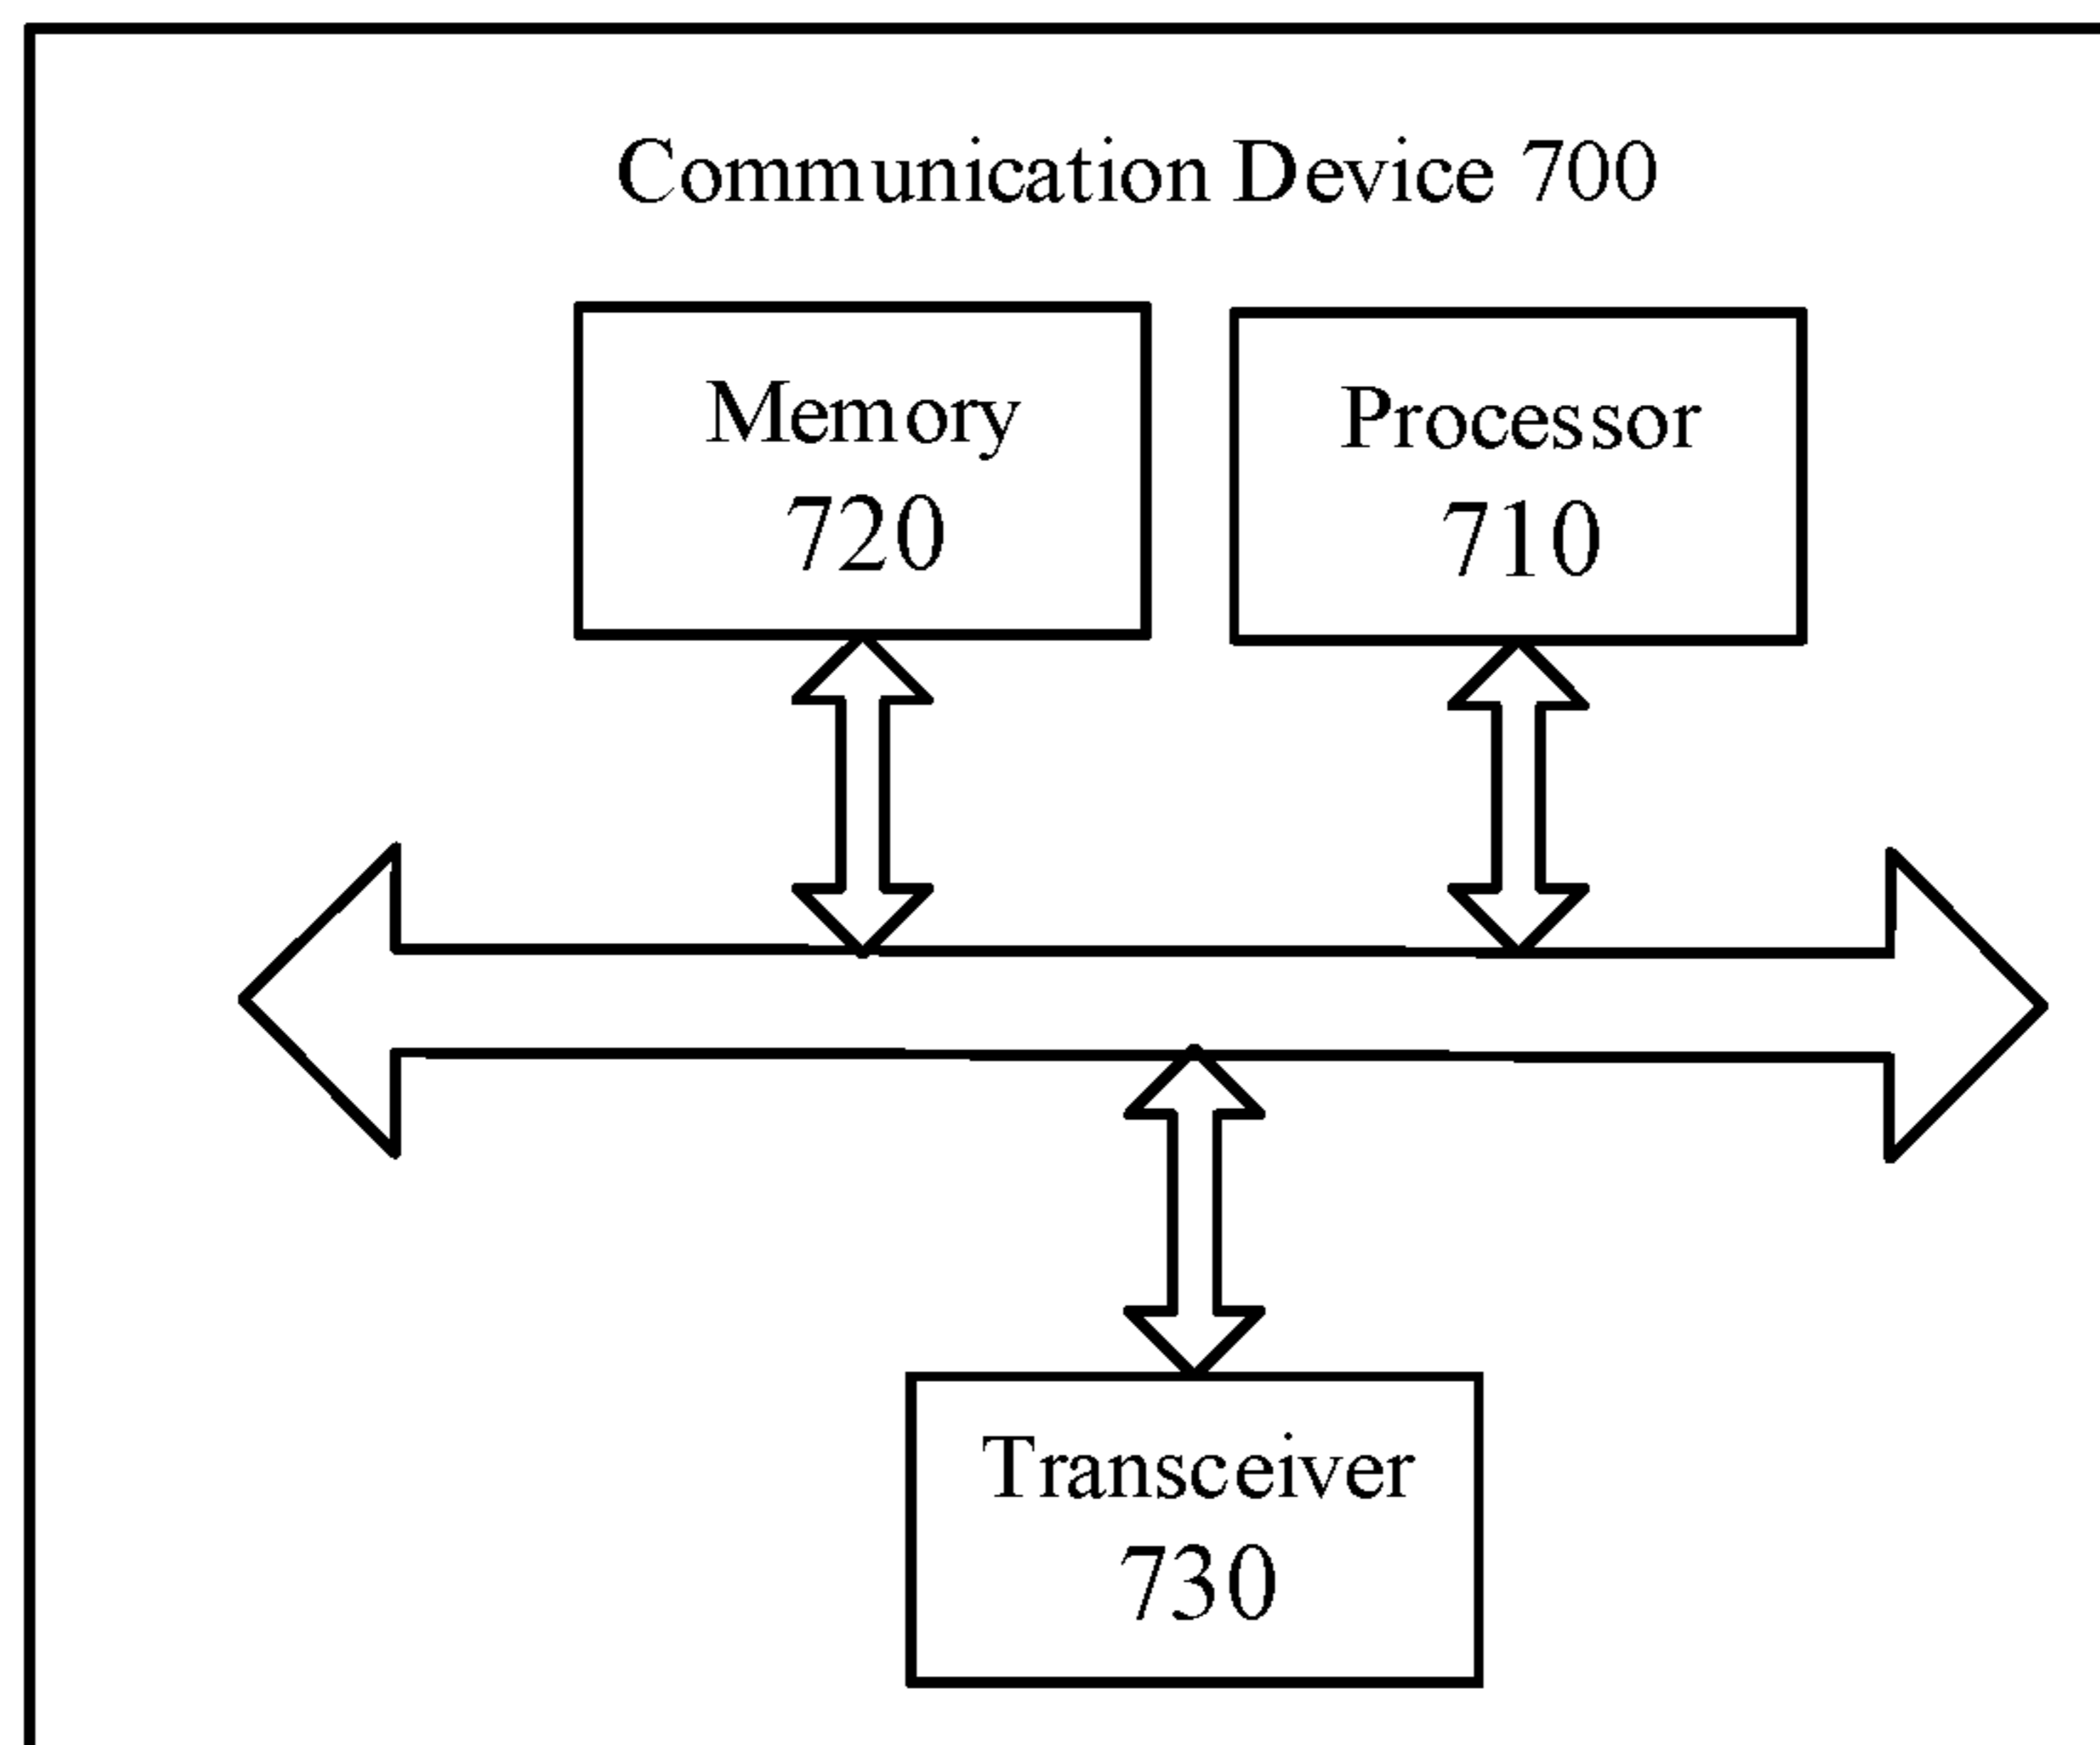 Communication Device 700
Memory
720
Processor
710
Transceiver
730